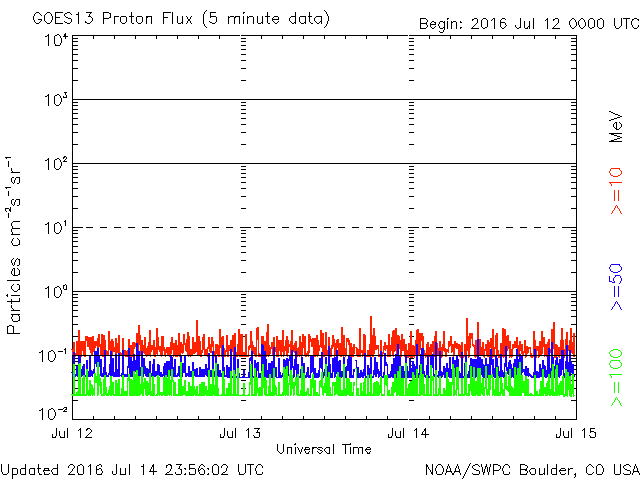 GOES13 Proton Flux (5 minute data)
Begin: 2016 Jul 12 0000 UTC
Particles cm⁻²s⁻¹sr⁻¹
10⁴
10³
10²
10¹
10⁰
10⁻¹
10⁻²
Jul 12
Jul 13
Jul 14
Jul 15
Universal Time
MeV
>=10
>=50
>=100
Updated 2016 Jul 14 23:56:02 UTC
NOAA/SWPC Boulder, CO USA